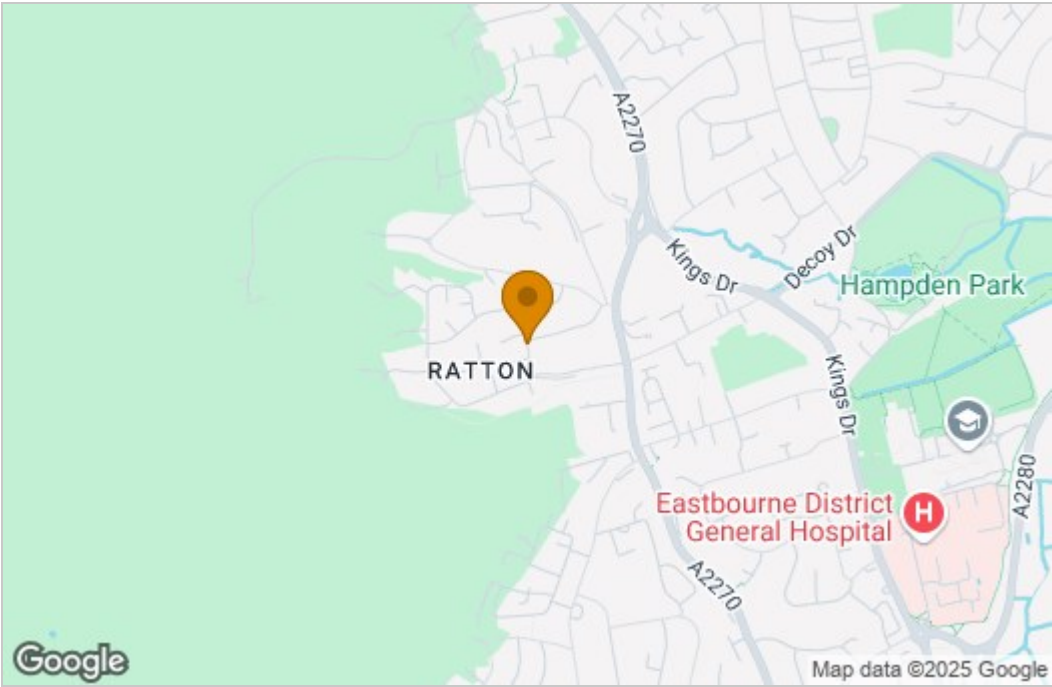 A2270
Kings Dr
Decoy Dr
Hampden Park
RATTON
Kings Dr
A2280
Eastbourne District
General Hospital
H
A2270
Google
Map data ©2025 Google